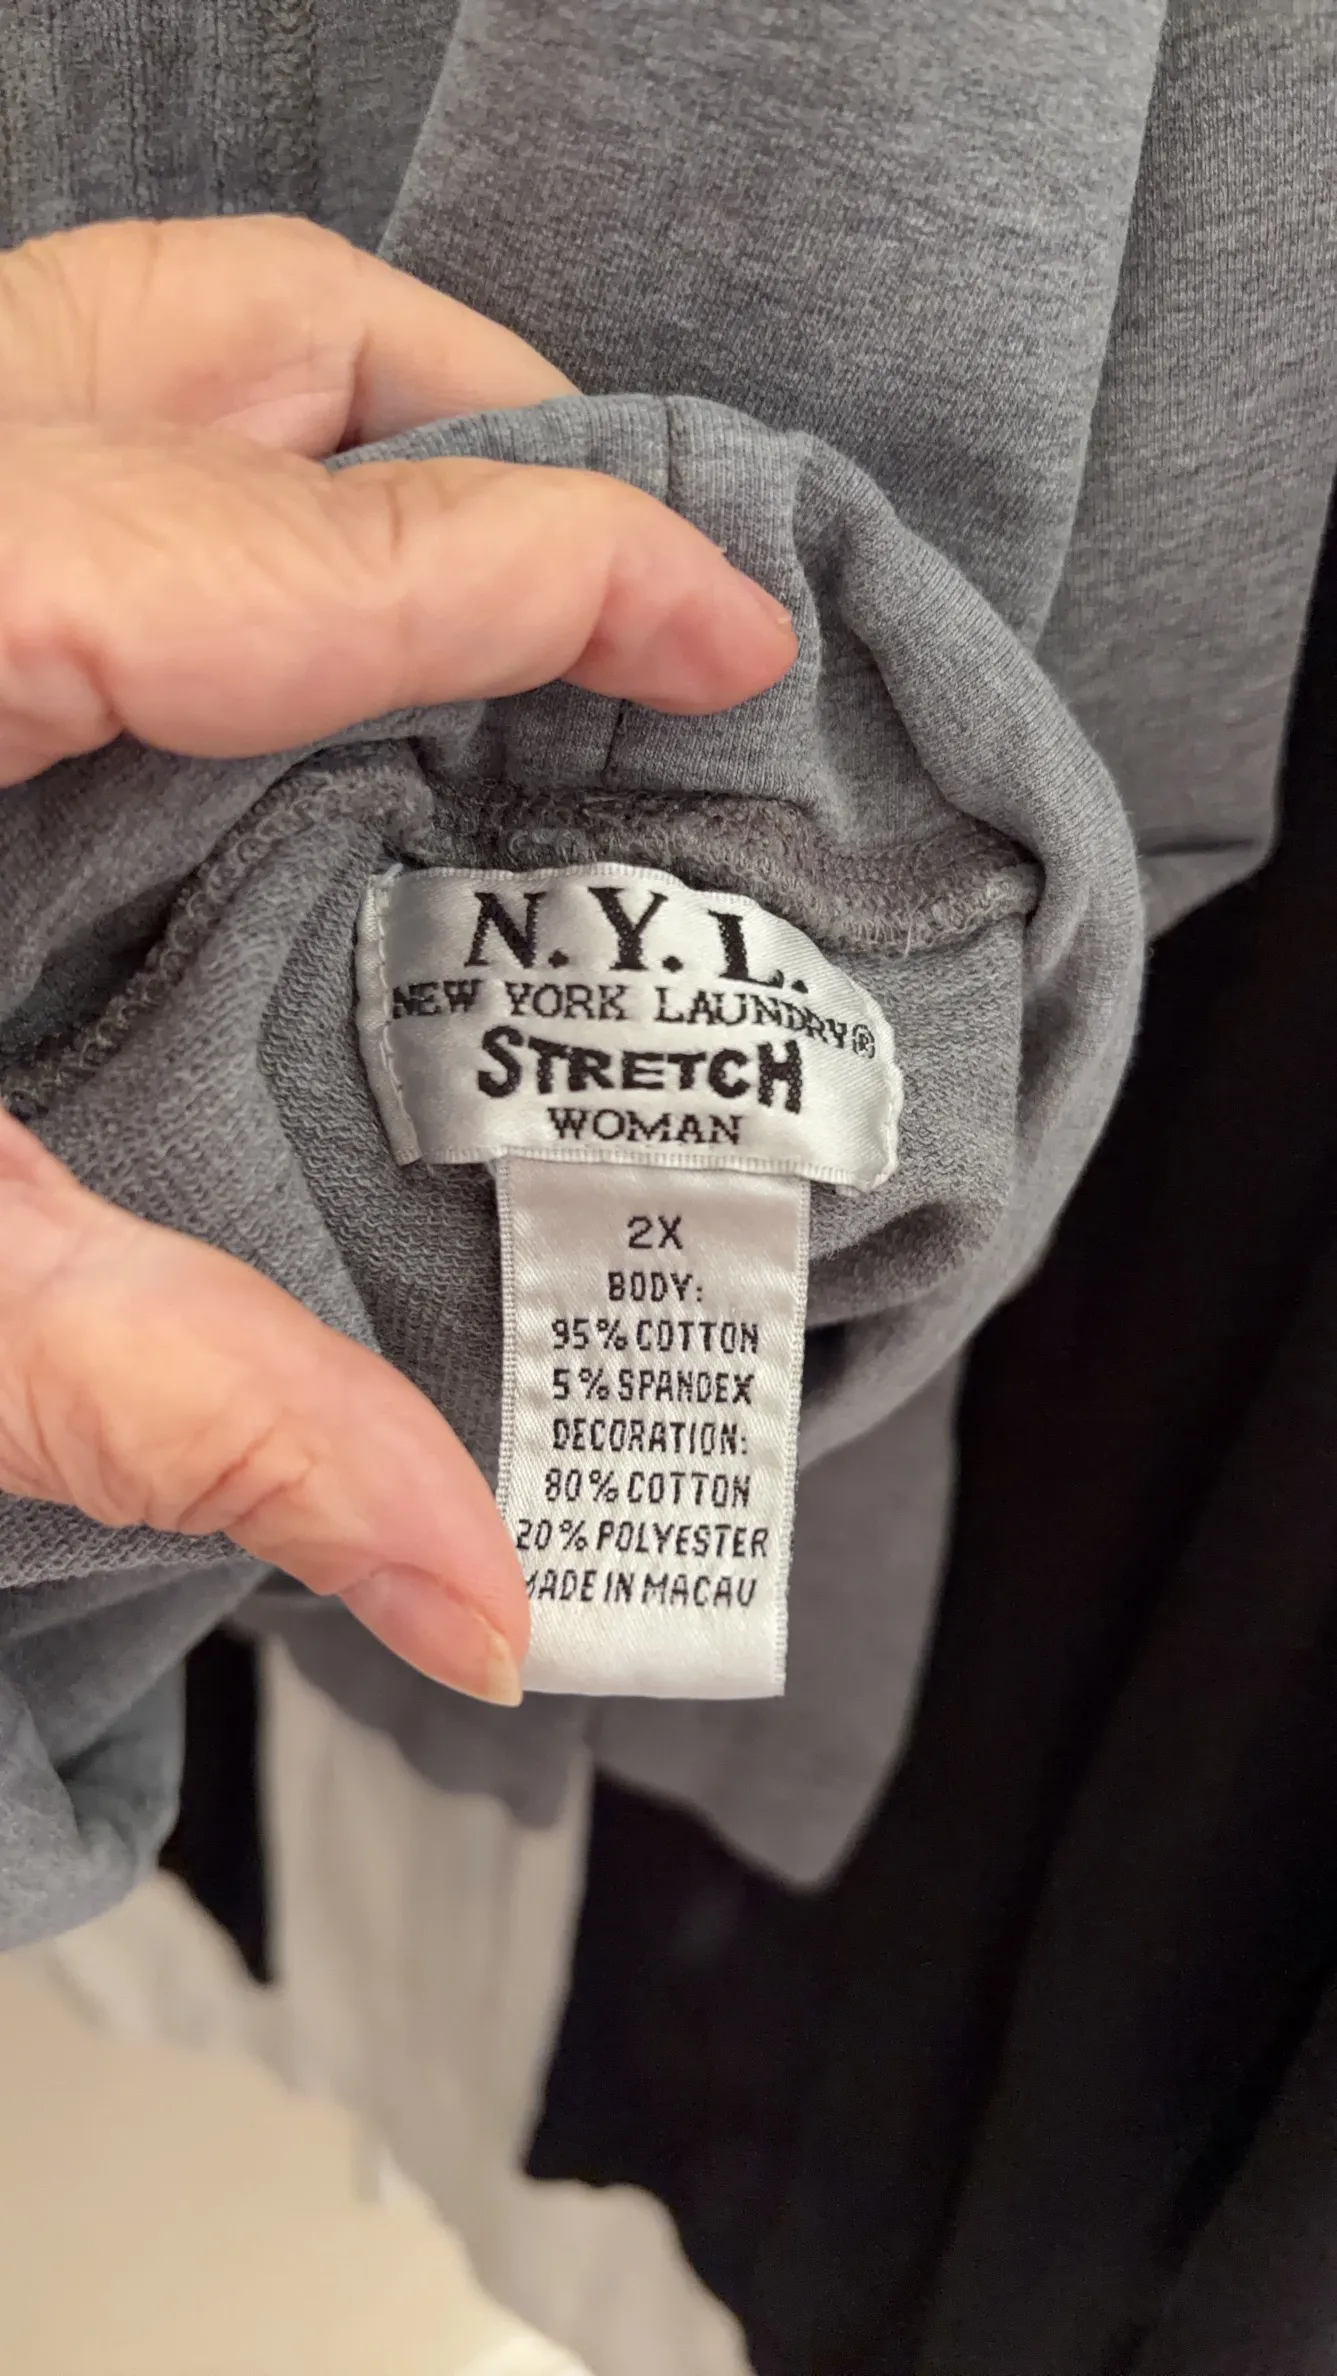 N.Y.L.
NEW YORK LAUNDRY®
STRETCH
WOMAN
2X
BODY:
95% COTTON
5% SPANDEX
DECORATION:
80% COTTON
20% POLYESTER
MADE IN MACAU